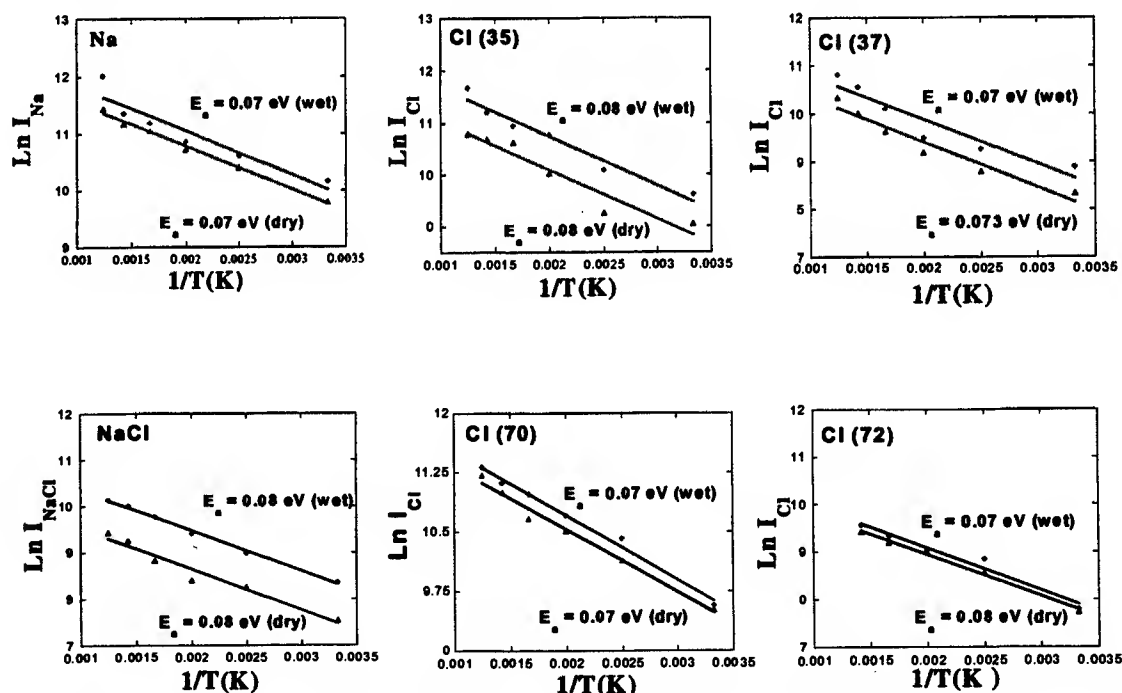 Na
Ln I_Na
13
12
11
10
9
E_a = 0.07 eV (wet)
E_a = 0.07 eV (dry)
0.001 0.0015 0.002 0.0025 0.003 0.0035
1/T(K)
Cl (35)
Ln I_Cl
13
12
11
10
0
E_a = 0.08 eV (wet)
E_a = 0.08 eV (dry)
0.001 0.0015 0.002 0.0025 0.003 0.0035
1/T(K)
Cl (37)
Ln I_Cl
12
11
10
9
5
7
E_a = 0.07 eV (wet)
E_a = 0.073 eV (dry)
0.001 0.0015 0.002 0.0025 0.003 0.0035
1/T(K)
NaCl
Ln I_NaCl
12
11
10
9
8
7
E_a = 0.08 eV (wet)
E_a = 0.08 eV (dry)
0.001 0.0015 0.002 0.0025 0.003 0.0035
1/T(K)
Cl (70)
Ln I_Cl
12
11.25
10.5
9.75
0
E_a = 0.07 eV (wet)
E_a = 0.07 eV (dry)
0.001 0.0015 0.002 0.0025 0.003 0.0035
1/T(K)
Cl (72)
Ln I_Cl
12
11
10
9
8
7
E_a = 0.07 eV (wet)
E_a = 0.08 eV (dry)
0.001 0.0015 0.002 0.0025 0.003 0.0035
1/T(K)